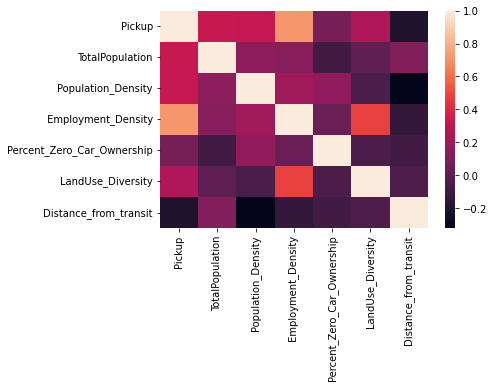 Pickup
TotalPopulation
Population_Density
Employment_Density
Percent_Zero_Car_Ownership
LandUse_Diversity
Distance_from_transit
Pickup
TotalPopulation
Population_Density
Employment_Density
Percent_Zero_Car_Ownership
LandUse_Diversity
Distance_from_transit
1.0
0.8
0.6
0.4
0.2
0.0
−0.2